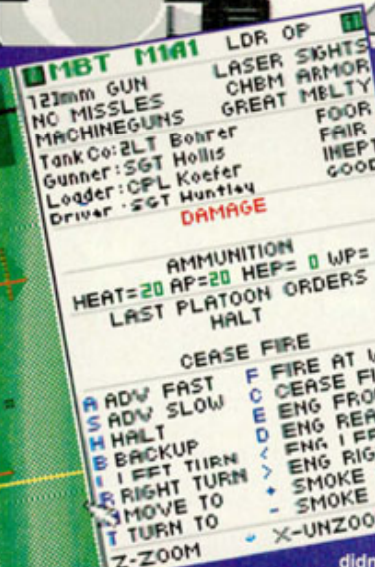 MBT M1A1 LDR OP
121mm GUN LASER SIGHTS
NO MISSLES CHBM ARMOR
MACHINEGUNS GREAT MBLTY
Tank Co: 2LT Bohrer FOOR
Gunner: SGT Hollis FAIR
Loader: CPL Koefer INEPT
Driver: SGT Huntley GOOD
DAMAGE
AMMUNITION
HEAT=20 AP=20 HEP= 0 WP=
LAST PLATOON ORDERS
HALT
CEASE FIRE
A ADV FAST F FIRE AT W
S ADV SLOW C CEASE FI
H HALT E ENG FRO
B BACKUP D ENG REA
L LEFT TURN < ENG LEF
R RIGHT TURN > ENG RIG
MOVE TO + SMOKE
T TURN TO - SMOKE
Z-ZOOM X-UNZOO
didn